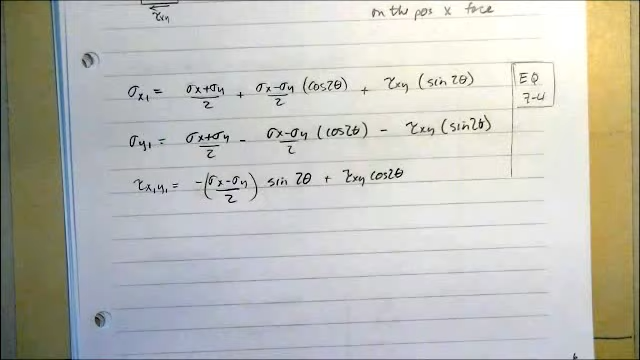 τxy
on the pos x face
σx₁ = σx+σy/2 + σx-σy/2 (cos2θ) + τxy (sin2θ)
EQ 7-4
σy₁ = σx+σy/2 - σx-σy/2 (cos2θ) - τxy (sin2θ)
τx₁y₁ = -(σx-σy/2) sin 2θ + τxy cos2θ